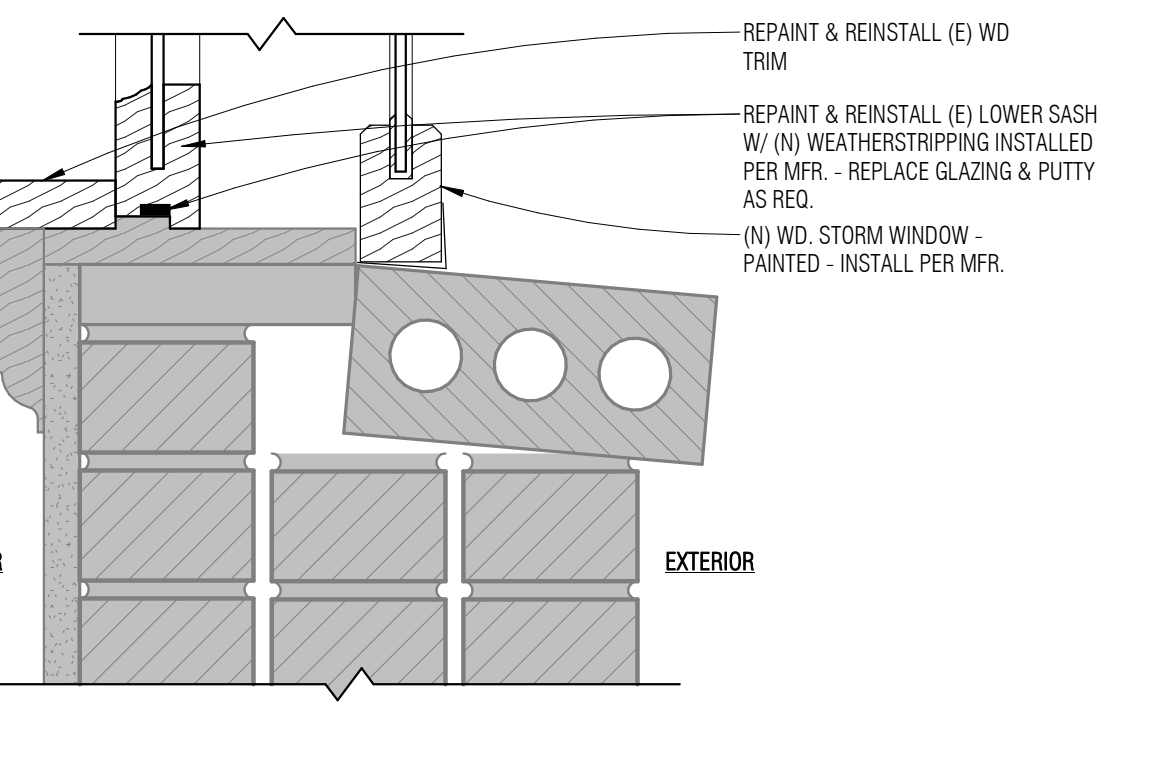 REPAINT & REINSTALL (E) WD
TRIM
REPAINT & REINSTALL (E) LOWER SASH
W/ (N) WEATHERSTRIPPING INSTALLED
PER MFR. - REPLACE GLAZING & PUTTY
AS REQ.
(N) WD. STORM WINDOW -
PAINTED - INSTALL PER MFR.
EXTERIOR